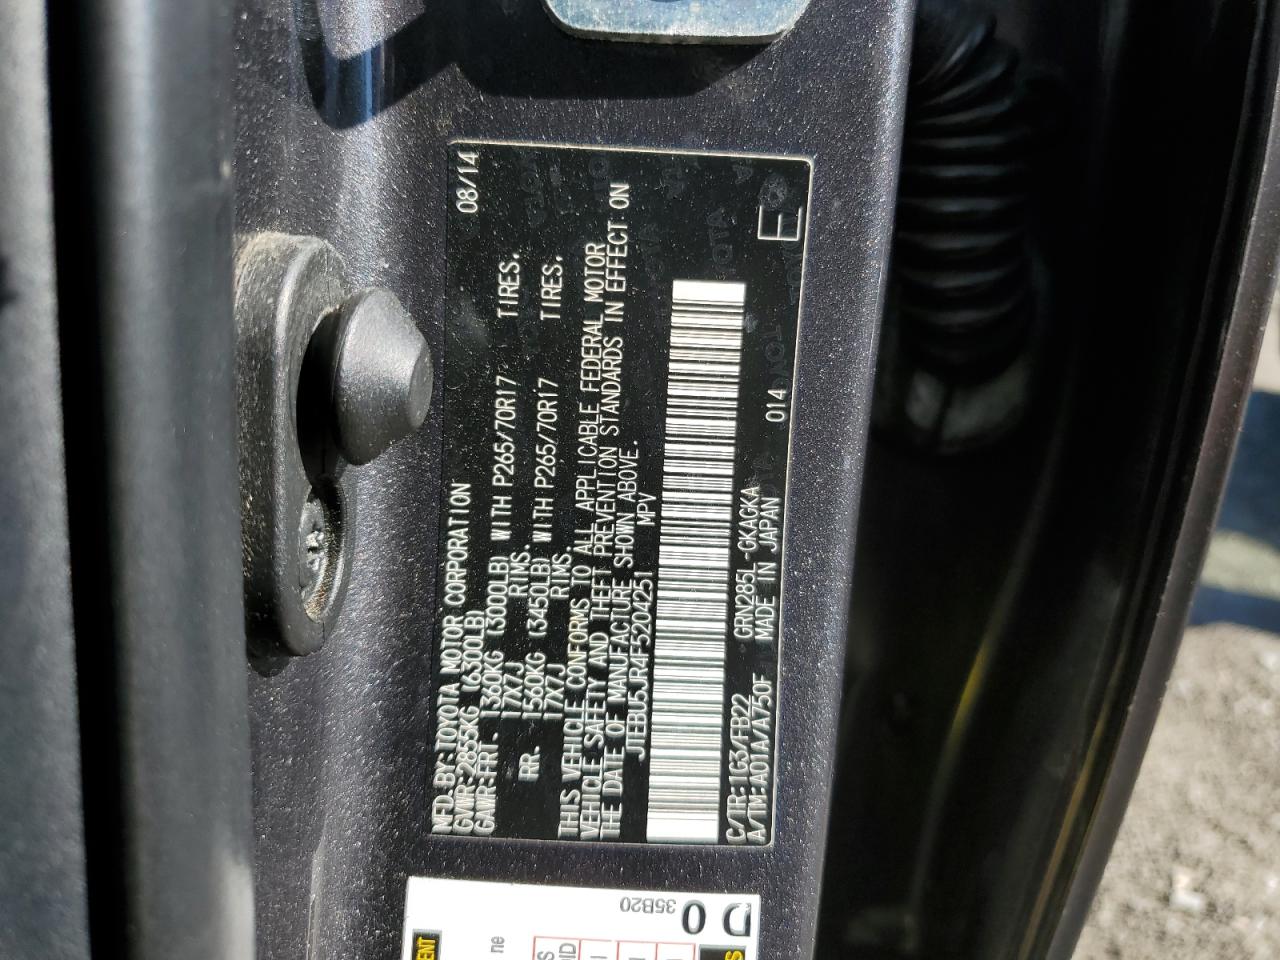 MFD. BY: TOYOTA MOTOR CORPORATION 08/14
GVWR: 2855KG (6300LB)
GAWR: FRT. 1360KG (3000LB) WITH P265/70R17 TIRES.
17X7J RIMS.
RR. 1560KG (3450LB) WITH P265/70R17 TIRES.
17X7J RIMS.
THIS VEHICLE CONFORMS TO ALL APPLICABLE FEDERAL MOTOR
VEHICLE SAFETY AND THEFT PREVENTION STANDARDS IN EFFECT ON
THE DATE OF MANUFACTURE SHOWN ABOVE.
JTEBU5JR4F5204251 MPV
C/TR: 1G3/FB22 GRN285L-GKAGKA
A/TM: A01A/A750F MADE IN JAPAN 014 E
35B20